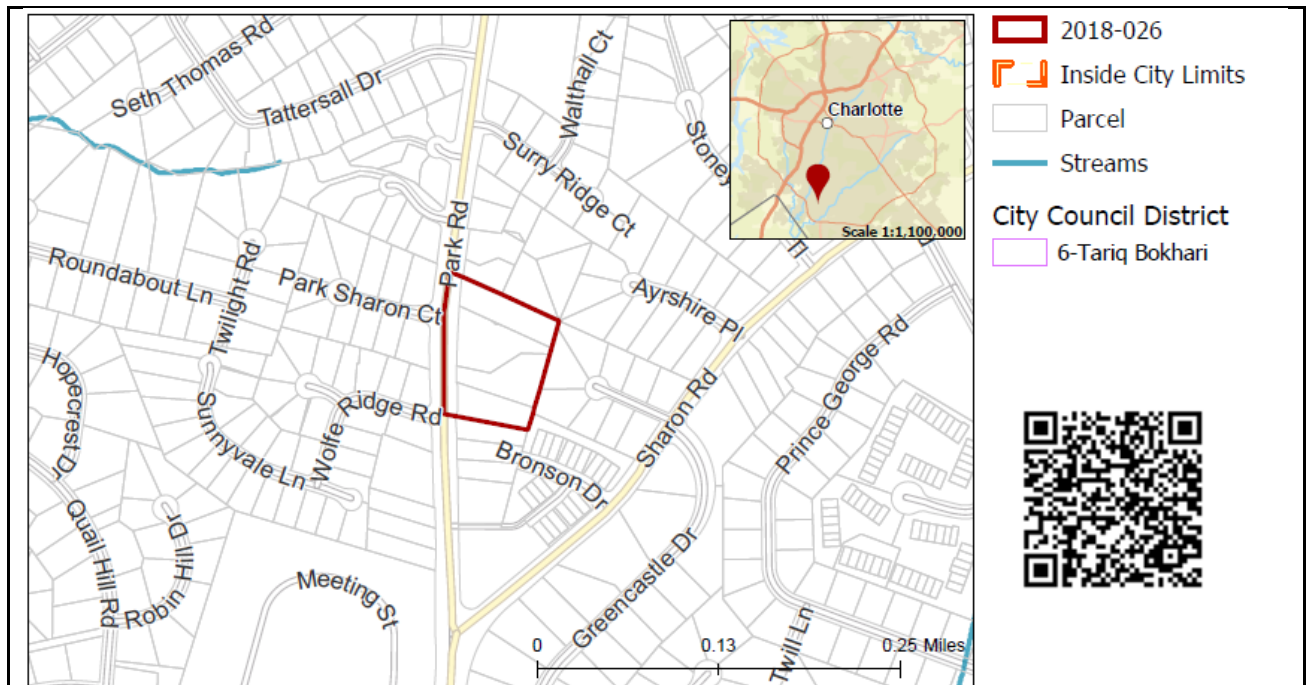 Seth Thomas Rd
Tattersall Dr
Walthall Ct
Surry Ridge Ct
Stoney
Pl
Park Rd
Roundabout Ln
Twilight Rd
Park Sharon Ct
Ayrshire Pl
Hopecrest Dr
Sunnyvale Ln
Wolfe Ridge Rd
Bronson Dr
Sharon Rd
Prince George Rd
Quail Hill Rd
Robin Hill Dr
Meeting St
Greencastle Dr
Twill Ln
0 0.13 0.25 Miles
Charlotte
Scale 1:1,100,000
2018-026
Inside City Limits
Parcel
Streams
City Council District
6-Tariq Bokhari